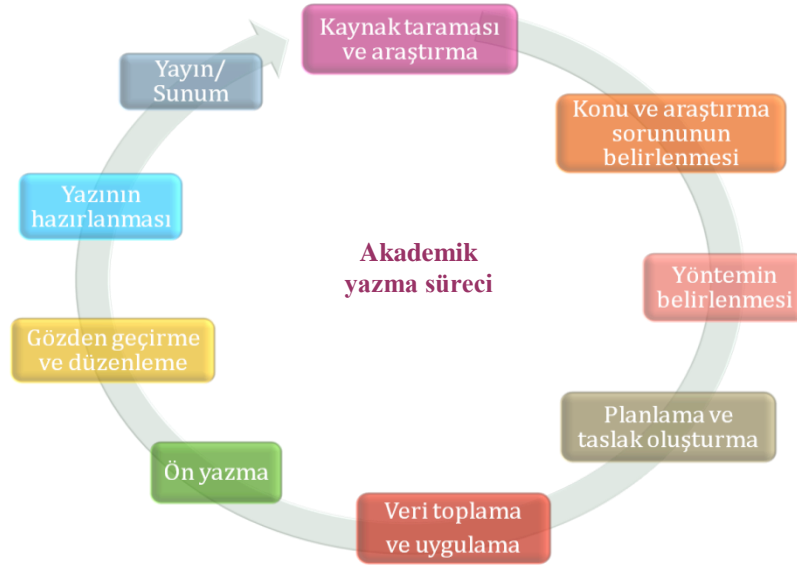 Kaynak taraması
ve araştırma
Konu ve araştırma
sorununun
belirlenmesi
Yöntemin
belirlenmesi
Planlama ve
taslak oluşturma
Veri toplama
ve uygulama
Ön yazma
Gözden geçirme
ve düzenleme
Yazının
hazırlanması
Yayın/
Sunum
Akademik
yazma süreci